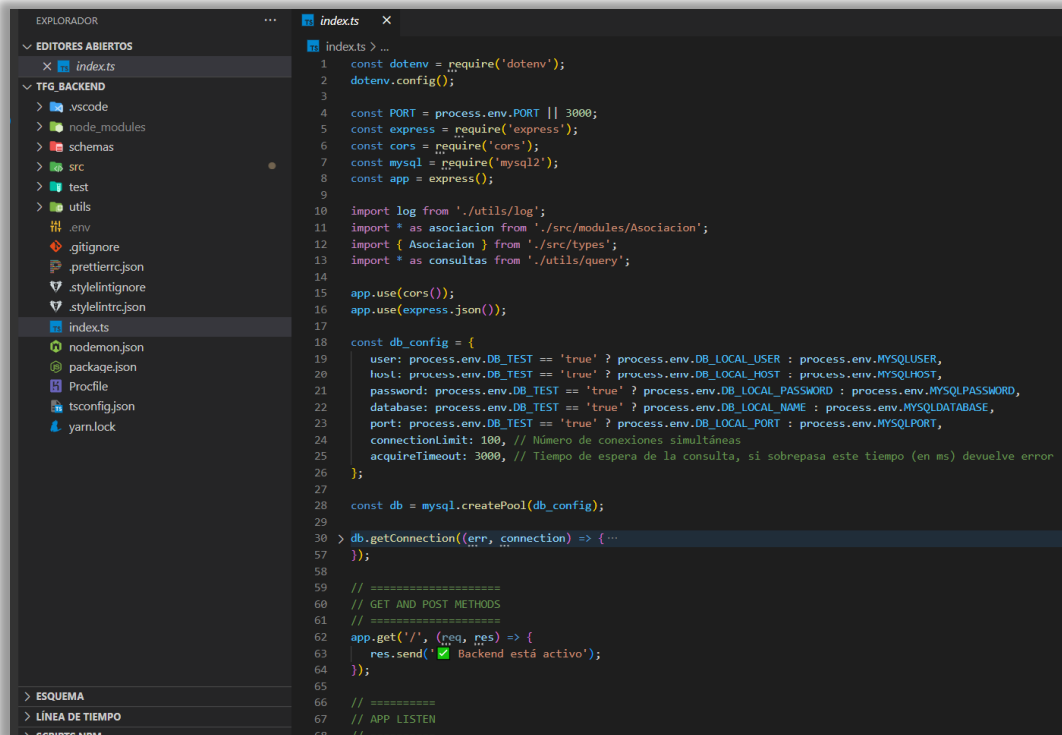 EXPLORADOR ···
EDITORES ABIERTOS
index.ts
TFG_BACKEND
.vscode
node_modules
schemas
src
test
utils
.env
.gitignore
.prettierrc.json
.stylelintignore
.stylelintrc.json
index.ts
nodemon.json
package.json
Procfile
tsconfig.json
yarn.lock
ESQUEMA
LÍNEA DE TIEMPO
SCRIPTS NPM
index.ts
index.ts > ...
1 const dotenv = require('dotenv');
2 dotenv.config();
3
4 const PORT = process.env.PORT || 3000;
5 const express = require('express');
6 const cors = require('cors');
7 const mysql = require('mysql2');
8 const app = express();
9
10 import log from './utils/log';
11 import * as asociacion from './src/modules/Asociacion';
12 import { Asociacion } from './src/types';
13 import * as consultas from './utils/query';
14
15 app.use(cors());
16 app.use(express.json());
17
18 const db_config = {
19 user: process.env.DB_TEST == 'true' ? process.env.DB_LOCAL_USER : process.env.MYSQLUSER,
20 host: process.env.DB_TEST == 'true' ? process.env.DB_LOCAL_HOST : process.env.MYSQLHOST,
21 password: process.env.DB_TEST == 'true' ? process.env.DB_LOCAL_PASSWORD : process.env.MYSQLPASSWORD,
22 database: process.env.DB_TEST == 'true' ? process.env.DB_LOCAL_NAME : process.env.MYSQLDATABASE,
23 port: process.env.DB_TEST == 'true' ? process.env.DB_LOCAL_PORT : process.env.MYSQLPORT,
24 connectionLimit: 100, // Número de conexiones simultáneas
25 acquireTimeout: 3000, // Tiempo de espera de la consulta, si sobrepasa este tiempo (en ms) devuelve error
26 };
27
28 const db = mysql.createPool(db_config);
29
30 > db.getConnection((err, connection) => { ···
57 });
58
59 // ====================
60 // GET AND POST METHODS
61 // ====================
62 app.get('/', (req, res) => {
63 res.send('✅ Backend está activo');
64 });
65
66 // ==========
67 // APP LISTEN
68 //